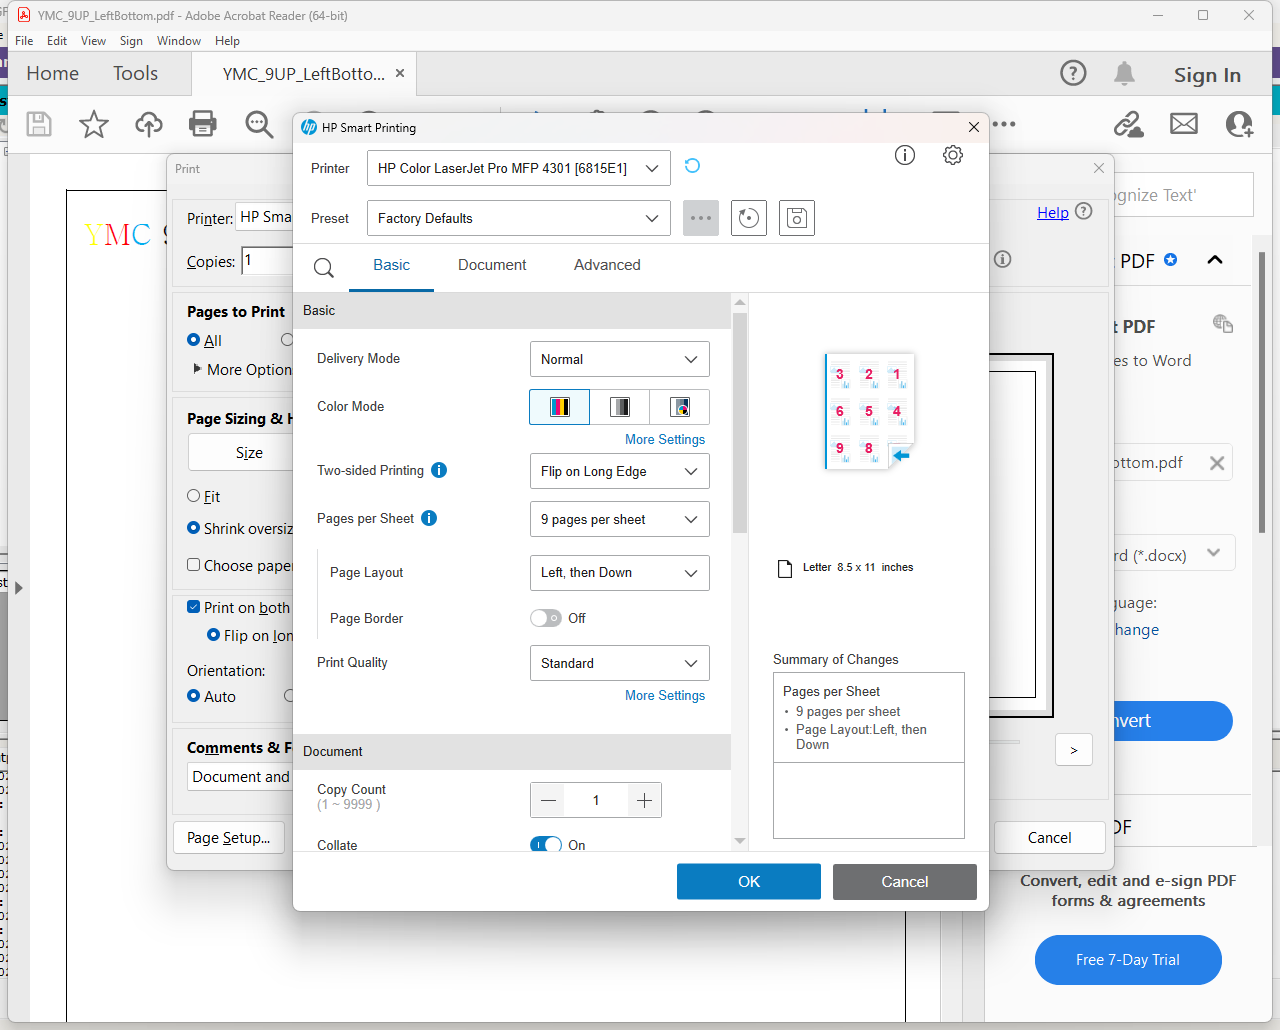 YMC_9UP_LeftBottom.pdf - Adobe Acrobat Reader (64-bit)
File Edit View Sign Window Help
Home Tools YMC_9UP_LeftBotto... × Sign In
Print
HP Smart Printing
Printer HP Color LaserJet Pro MFP 4301 [6815E1]
Preset Factory Defaults
Basic Document Advanced
Basic
Delivery Mode Normal
Color Mode
More Settings
Two-sided Printing Flip on Long Edge
Pages per Sheet 9 pages per sheet
Page Layout Left, then Down
Page Border Off
Print Quality Standard
More Settings
Document
Copy Count 1
(1 ~ 9999 )
Collate On
3 2 1
6 5 4
9 8
Letter 8.5 x 11 inches
Summary of Changes
Pages per Sheet
• 9 pages per sheet
• Page Layout:Left, then
Down
OK Cancel
YMC 9
Printer: HP Sma
Copies: 1
Help
Pages to Print
All
More Option
Page Sizing & H
Size
Fit
Shrink oversiz
Choose pape
Print on both
Flip on lon
Orientation:
Auto
Comments & F
Document and
Page Setup...
>
Cancel
ognize Text'
PDF
t PDF
es to Word
ottom.pdf
rd (*.docx)
guage:
hange
nvert
DF
Convert, edit and e-sign PDF
forms & agreements
Free 7-Day Trial